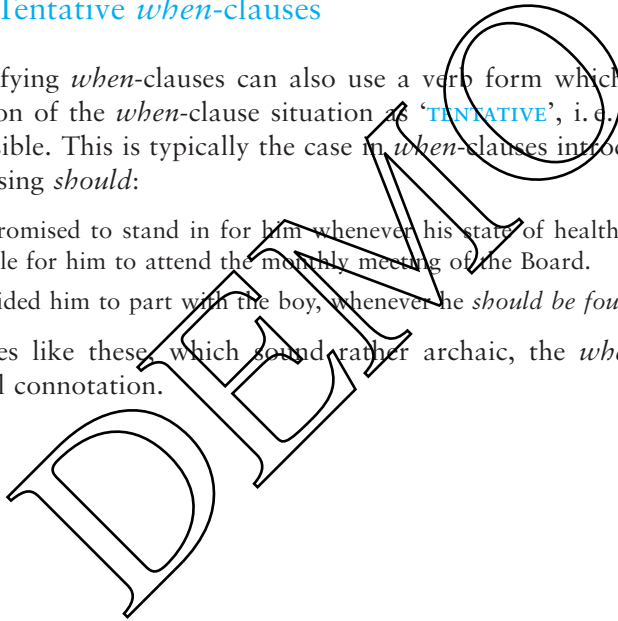 Tentative when-clauses
fying when-clauses can also use a verb form which
on of the when-clause situation as ‘TENTATIVE’, i. e.
sible. This is typically the case in when-clauses introd
sing should:
romised to stand in for him whenever his state of health
le for him to attend the monthly meeting of the Board.
ided him to part with the boy, whenever he should be fou
es like these, which sound rather archaic, the whe
l connotation.
DEMO